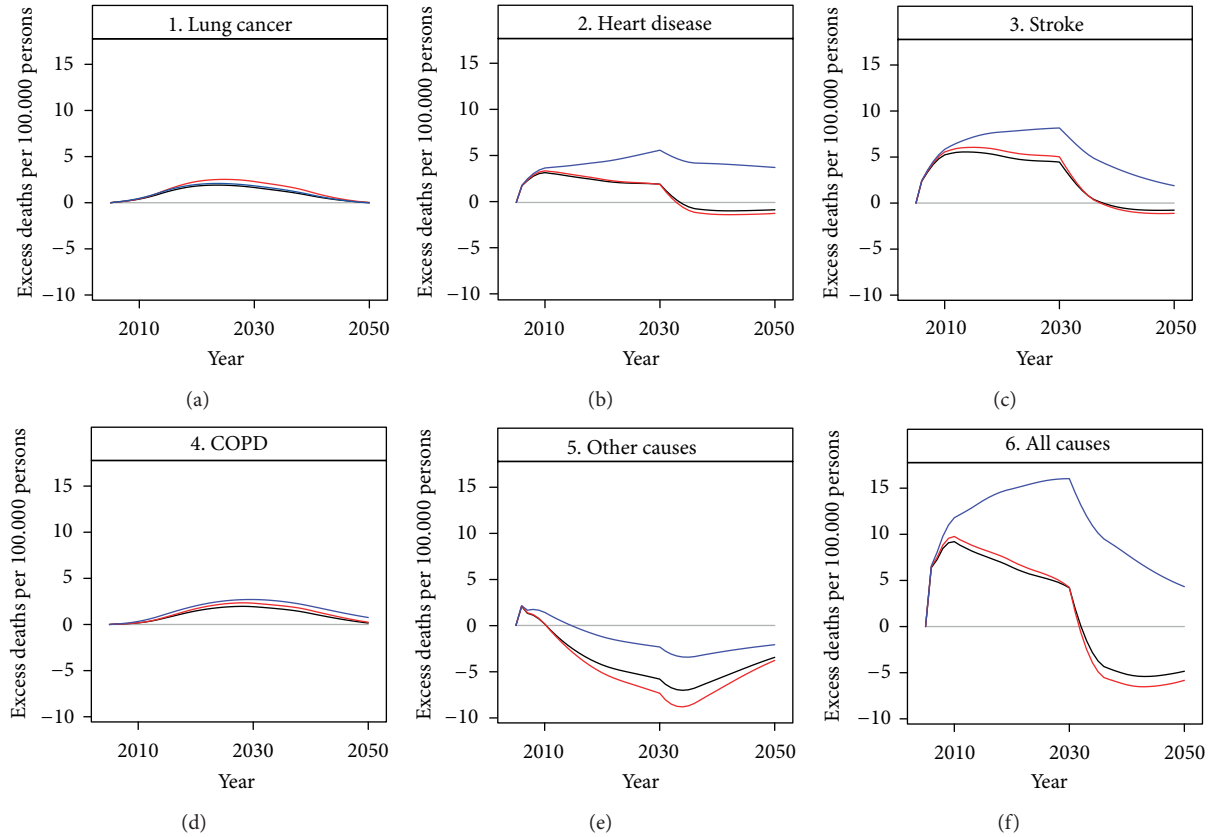 1. Lung cancer
Excess deaths per 100.000 persons
15
10
5
0
−5
−10
2010
2030
2050
Year
(a)
2. Heart disease
Excess deaths per 100.000 persons
15
10
5
0
−5
−10
2010
2030
2050
Year
(b)
3. Stroke
Excess deaths per 100.000 persons
15
10
5
0
−5
−10
2010
2030
2050
Year
(c)
4. COPD
Excess deaths per 100.000 persons
15
10
5
0
−5
−10
2010
2030
2050
Year
(d)
5. Other causes
Excess deaths per 100.000 persons
15
10
5
0
−5
−10
2010
2030
2050
Year
(e)
6. All causes
Excess deaths per 100.000 persons
15
10
5
0
−5
−10
2010
2030
2050
Year
(f)